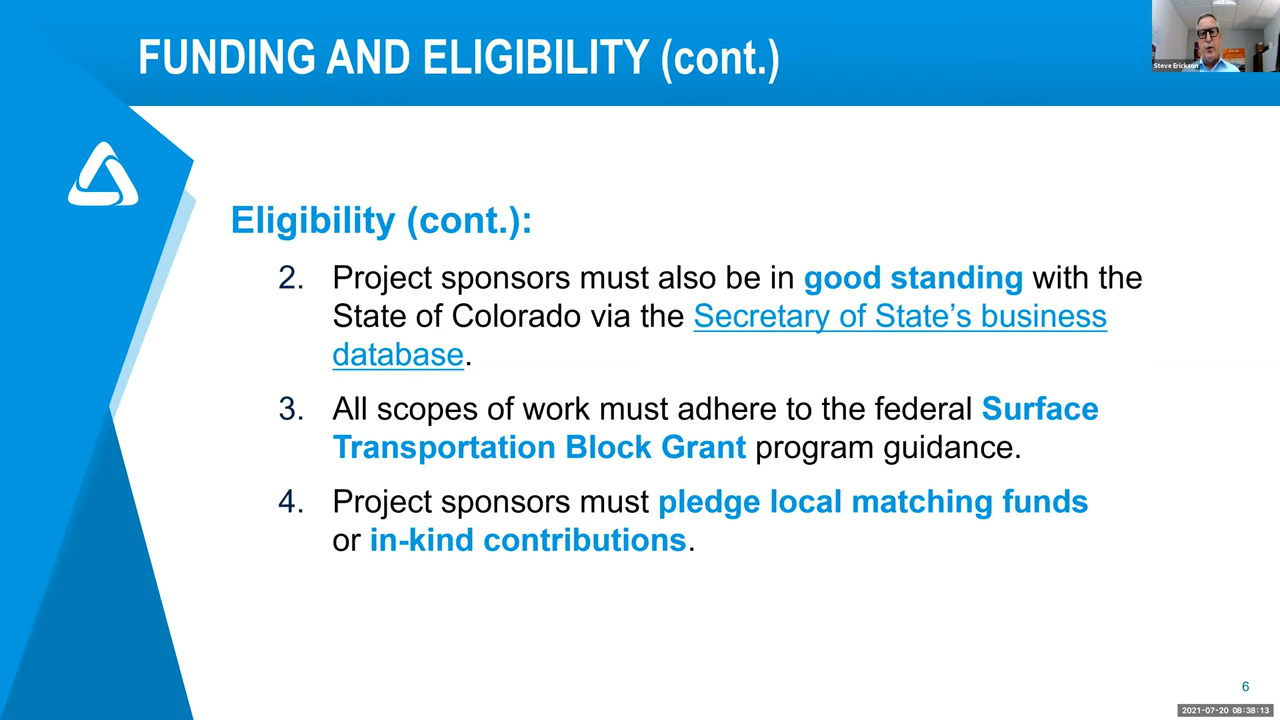 FUNDING AND ELIGIBILITY (cont.)
Steve Erickson
Eligibility (cont.):
2. Project sponsors must also be in good standing with the
State of Colorado via the Secretary of State’s business
database.
3. All scopes of work must adhere to the federal Surface
Transportation Block Grant program guidance.
4. Project sponsors must pledge local matching funds
or in-kind contributions.
6
2021-07-20 08:38:13